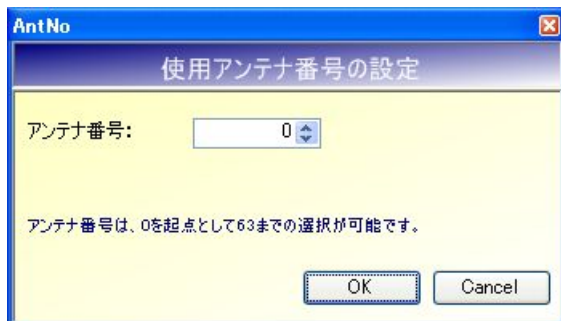 AntNo
使用アンテナ番号の設定
アンテナ番号:
0
アンテナ番号は、0を起点として63までの選択が可能です。
OK
Cancel